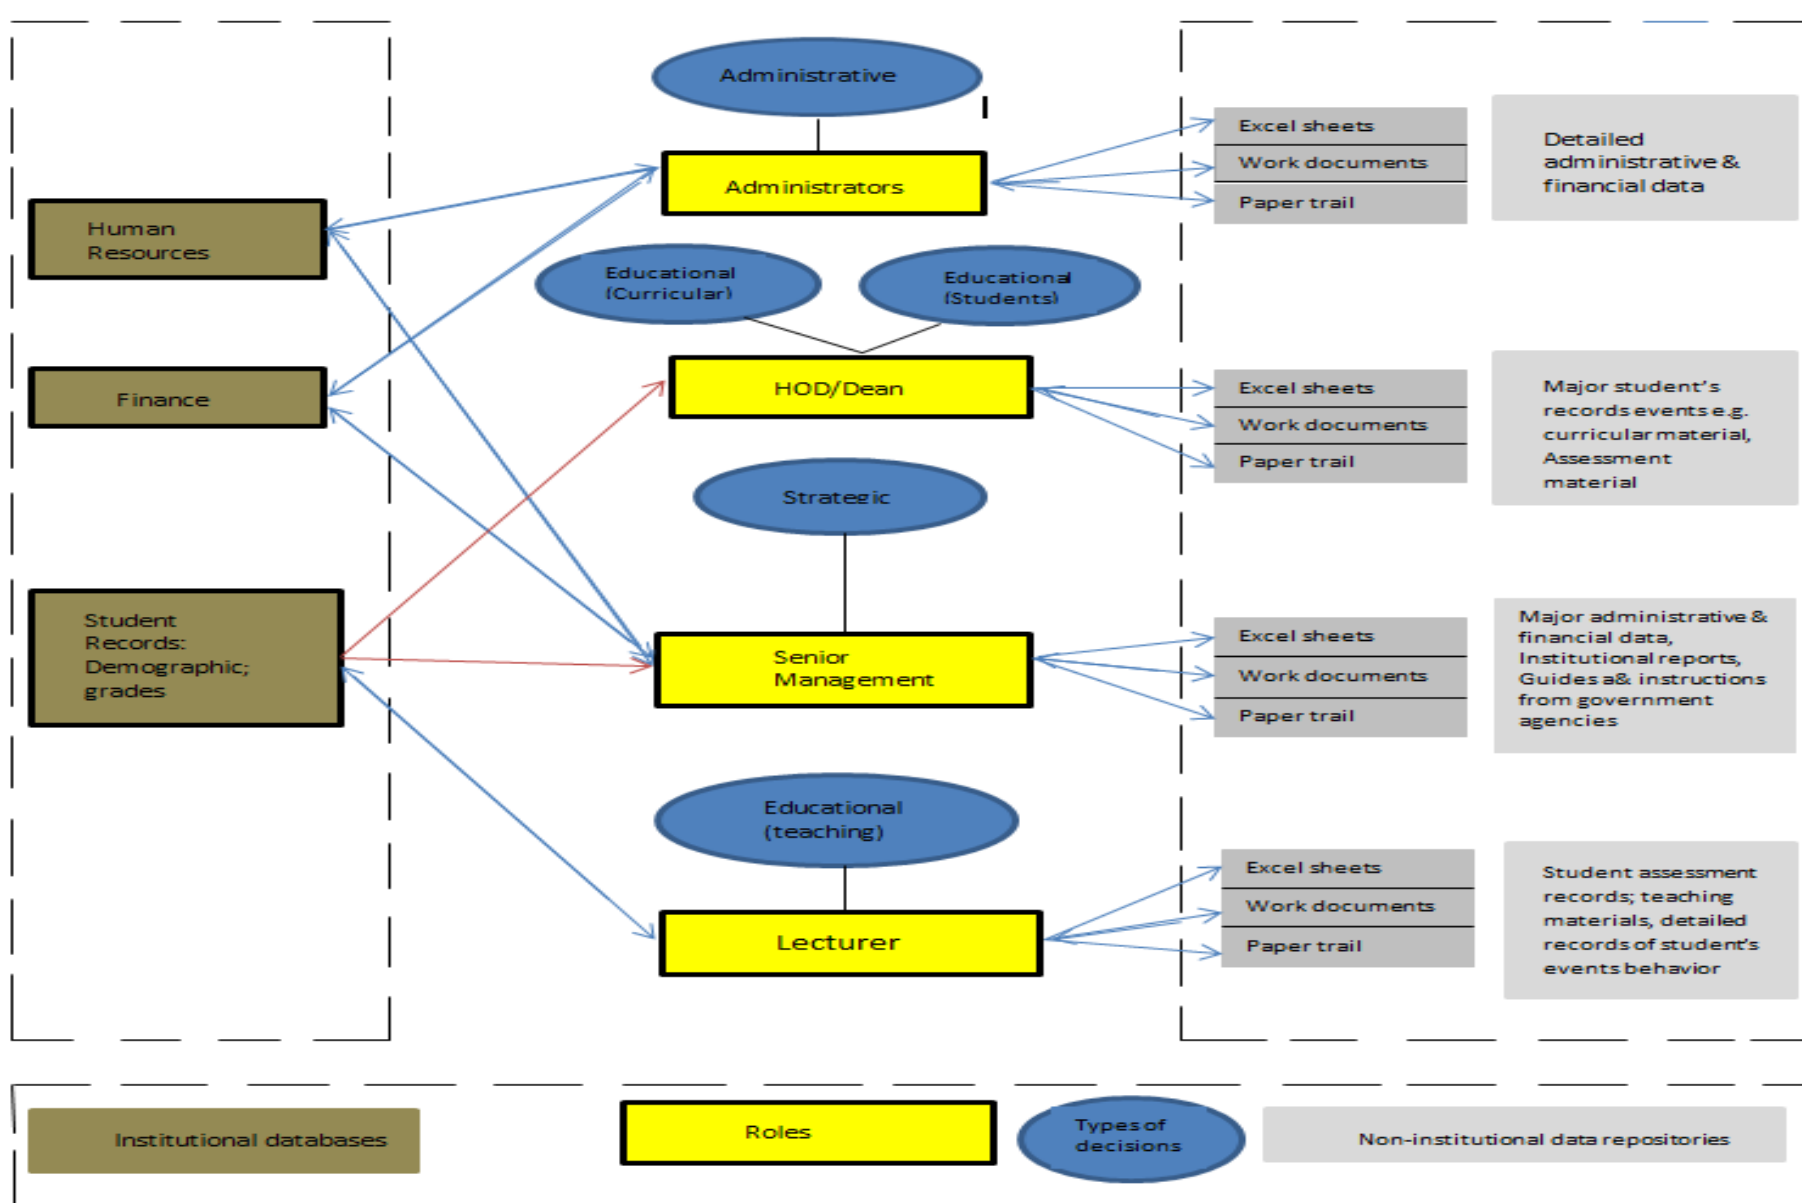 Human
Resources
Finance
Student
Records:
Demographic;
grades
Administrative
Administrators
Educational
(Curricular)
Educational
(Students)
HOD/Dean
Strategic
Senior
Management
Educational
(teaching)
Lecturer
Excel sheets
Work documents
Paper trail
Detailed
administrative &
financial data
Excel sheets
Work documents
Paper trail
Major student's
records events e.g.
curricular material,
Assessment
material
Excel sheets
Work documents
Paper trail
Major administrative &
financial data,
Institutional reports,
Guides a& instructions
from government
agencies
Excel sheets
Work documents
Paper trail
Student assessment
records; teaching
materials, detailed
records of student's
events behavior
Institutional databases
Roles
Types of
decisions
Non-institutional data repositories